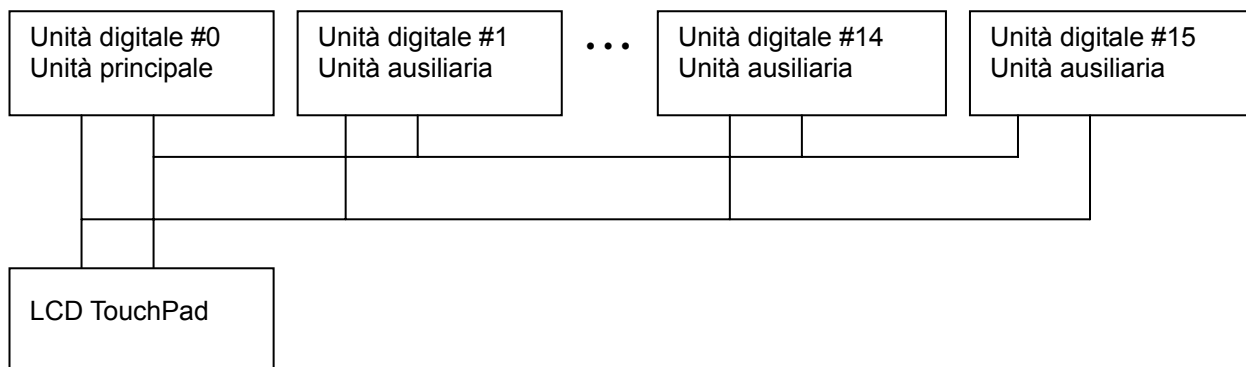 Unità digitale #0
Unità principale
Unità digitale #1
Unità ausiliaria
...
Unità digitale #14
Unità ausiliaria
Unità digitale #15
Unità ausiliaria
LCD TouchPad